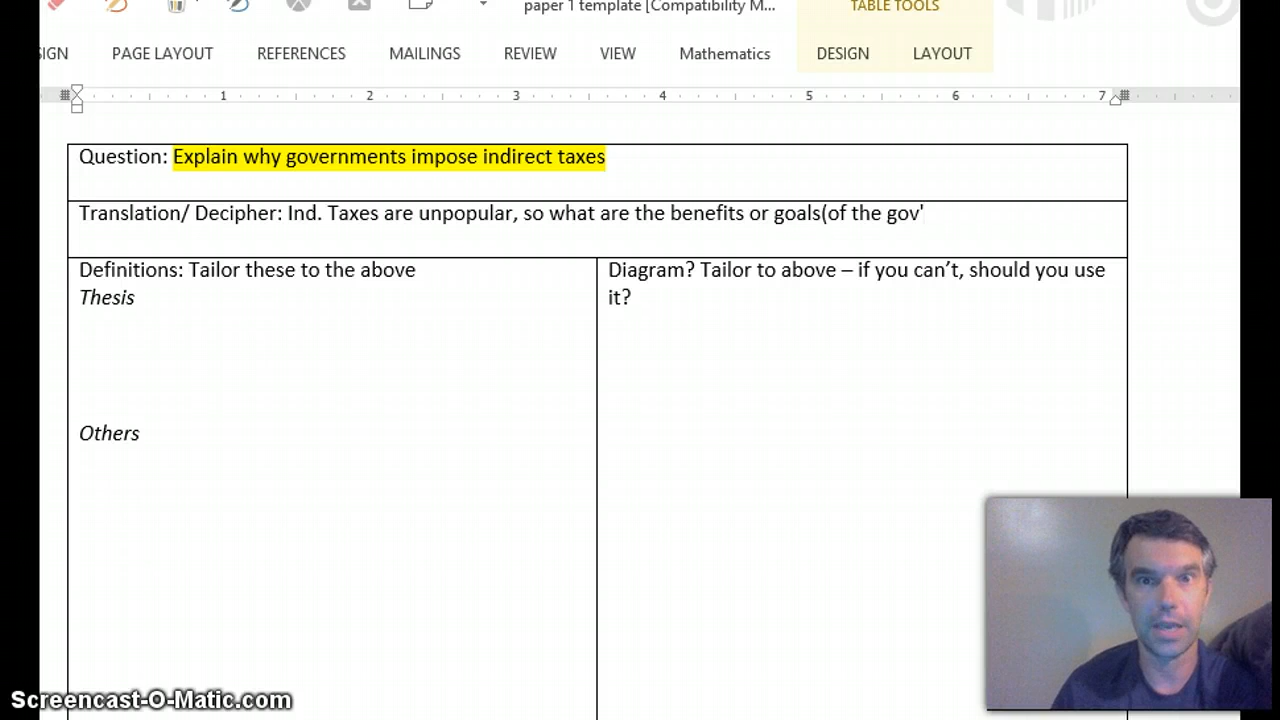 paper 1 template [Compatibility M...
TABLE TOOLS
SIGN PAGE LAYOUT REFERENCES MAILINGS REVIEW VIEW Mathematics DESIGN LAYOUT
1 2 3 4 5 6 7
Question: Explain why governments impose indirect taxes
Translation/ Decipher: Ind. Taxes are unpopular, so what are the benefits or goals(of the gov'
Definitions: Tailor these to the above
Thesis
Others
Diagram? Tailor to above – if you can’t, should you use
it?
Screencast-O-Matic.com